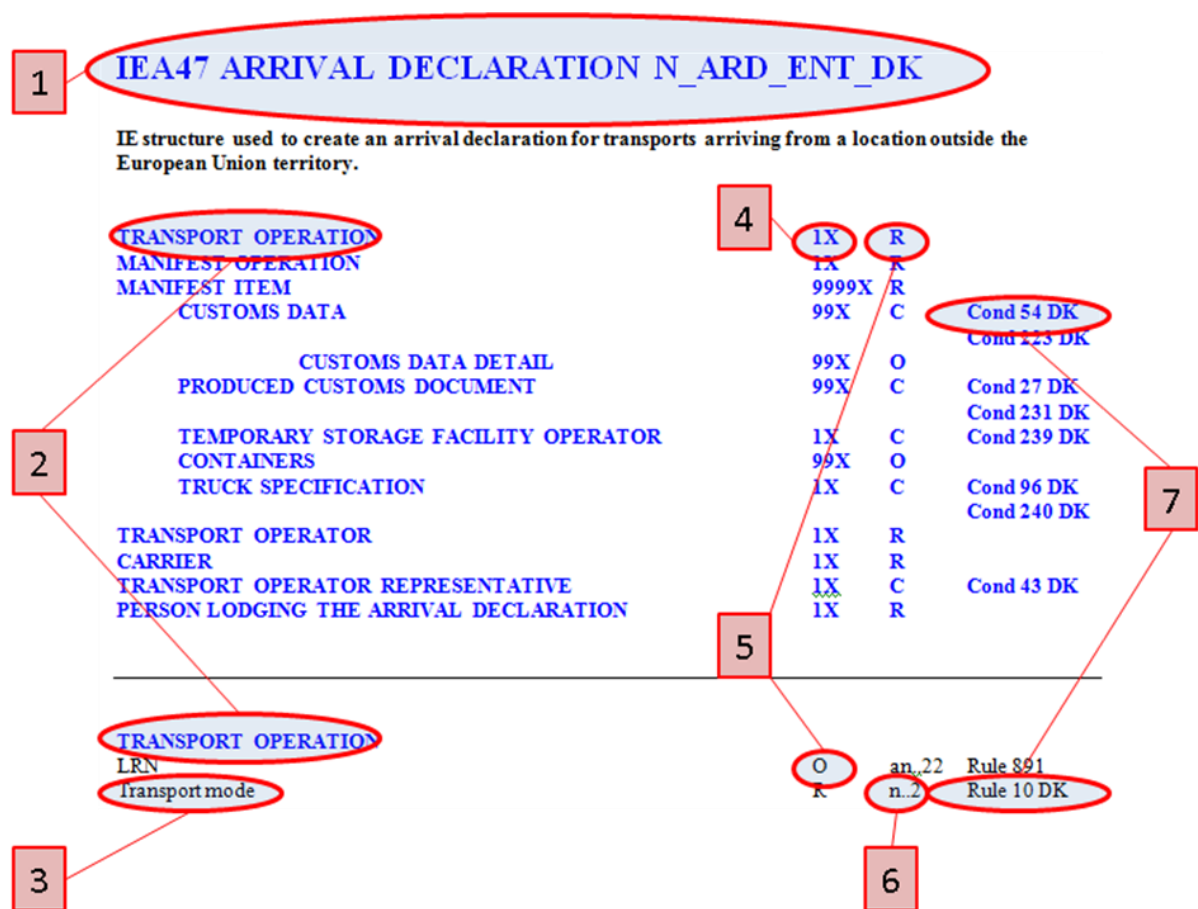 1
IEA47 ARRIVAL DECLARATION N_ARD_ENT_DK
IE structure used to create an arrival declaration for transports arriving from a location outside the
European Union territory.
4
TRANSPORT OPERATION 1X R
MANIFEST OPERATION 1X R
MANIFEST ITEM 9999X R
CUSTOMS DATA 99X C Cond 54 DK
Cond 223 DK
CUSTOMS DATA DETAIL 99X O
PRODUCED CUSTOMS DOCUMENT 99X C Cond 27 DK
Cond 231 DK
TEMPORARY STORAGE FACILITY OPERATOR 1X C Cond 239 DK
2
CONTAINERS 99X O
TRUCK SPECIFICATION 1X C Cond 96 DK
7
Cond 240 DK
TRANSPORT OPERATOR 1X R
CARRIER 1X R
TRANSPORT OPERATOR REPRESENTATIVE 1X C Cond 43 DK
PERSON LODGING THE ARRIVAL DECLARATION 1X R
5
TRANSPORT OPERATION
LRN O an..22 Rule 891
Transport mode R n..2 Rule 10 DK
3
6